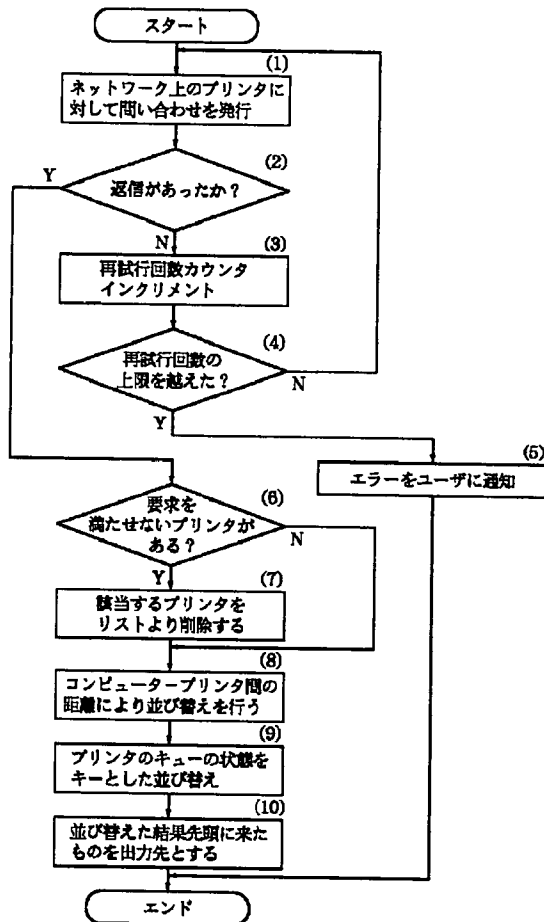 スタート
(1)
ネットワーク上のプリンタに
対して問い合わせを発行
(2)
Y
返信があったか?
N
(3)
再試行回数カウンタ
インクリメント
(4)
再試行回数の
上限を越えた?
N
Y
(5)
エラーをユーザに通知
(6)
要求を
満たせないプリンタが
ある?
N
Y
(7)
該当するプリンタを
リストより削除する
(8)
コンピュータープリンタ間の
距離により並び替えを行う
(9)
プリンタのキューの状態を
キーとした並び替え
(10)
並び替えた結果先頭に来た
ものを出力先とする
エンド